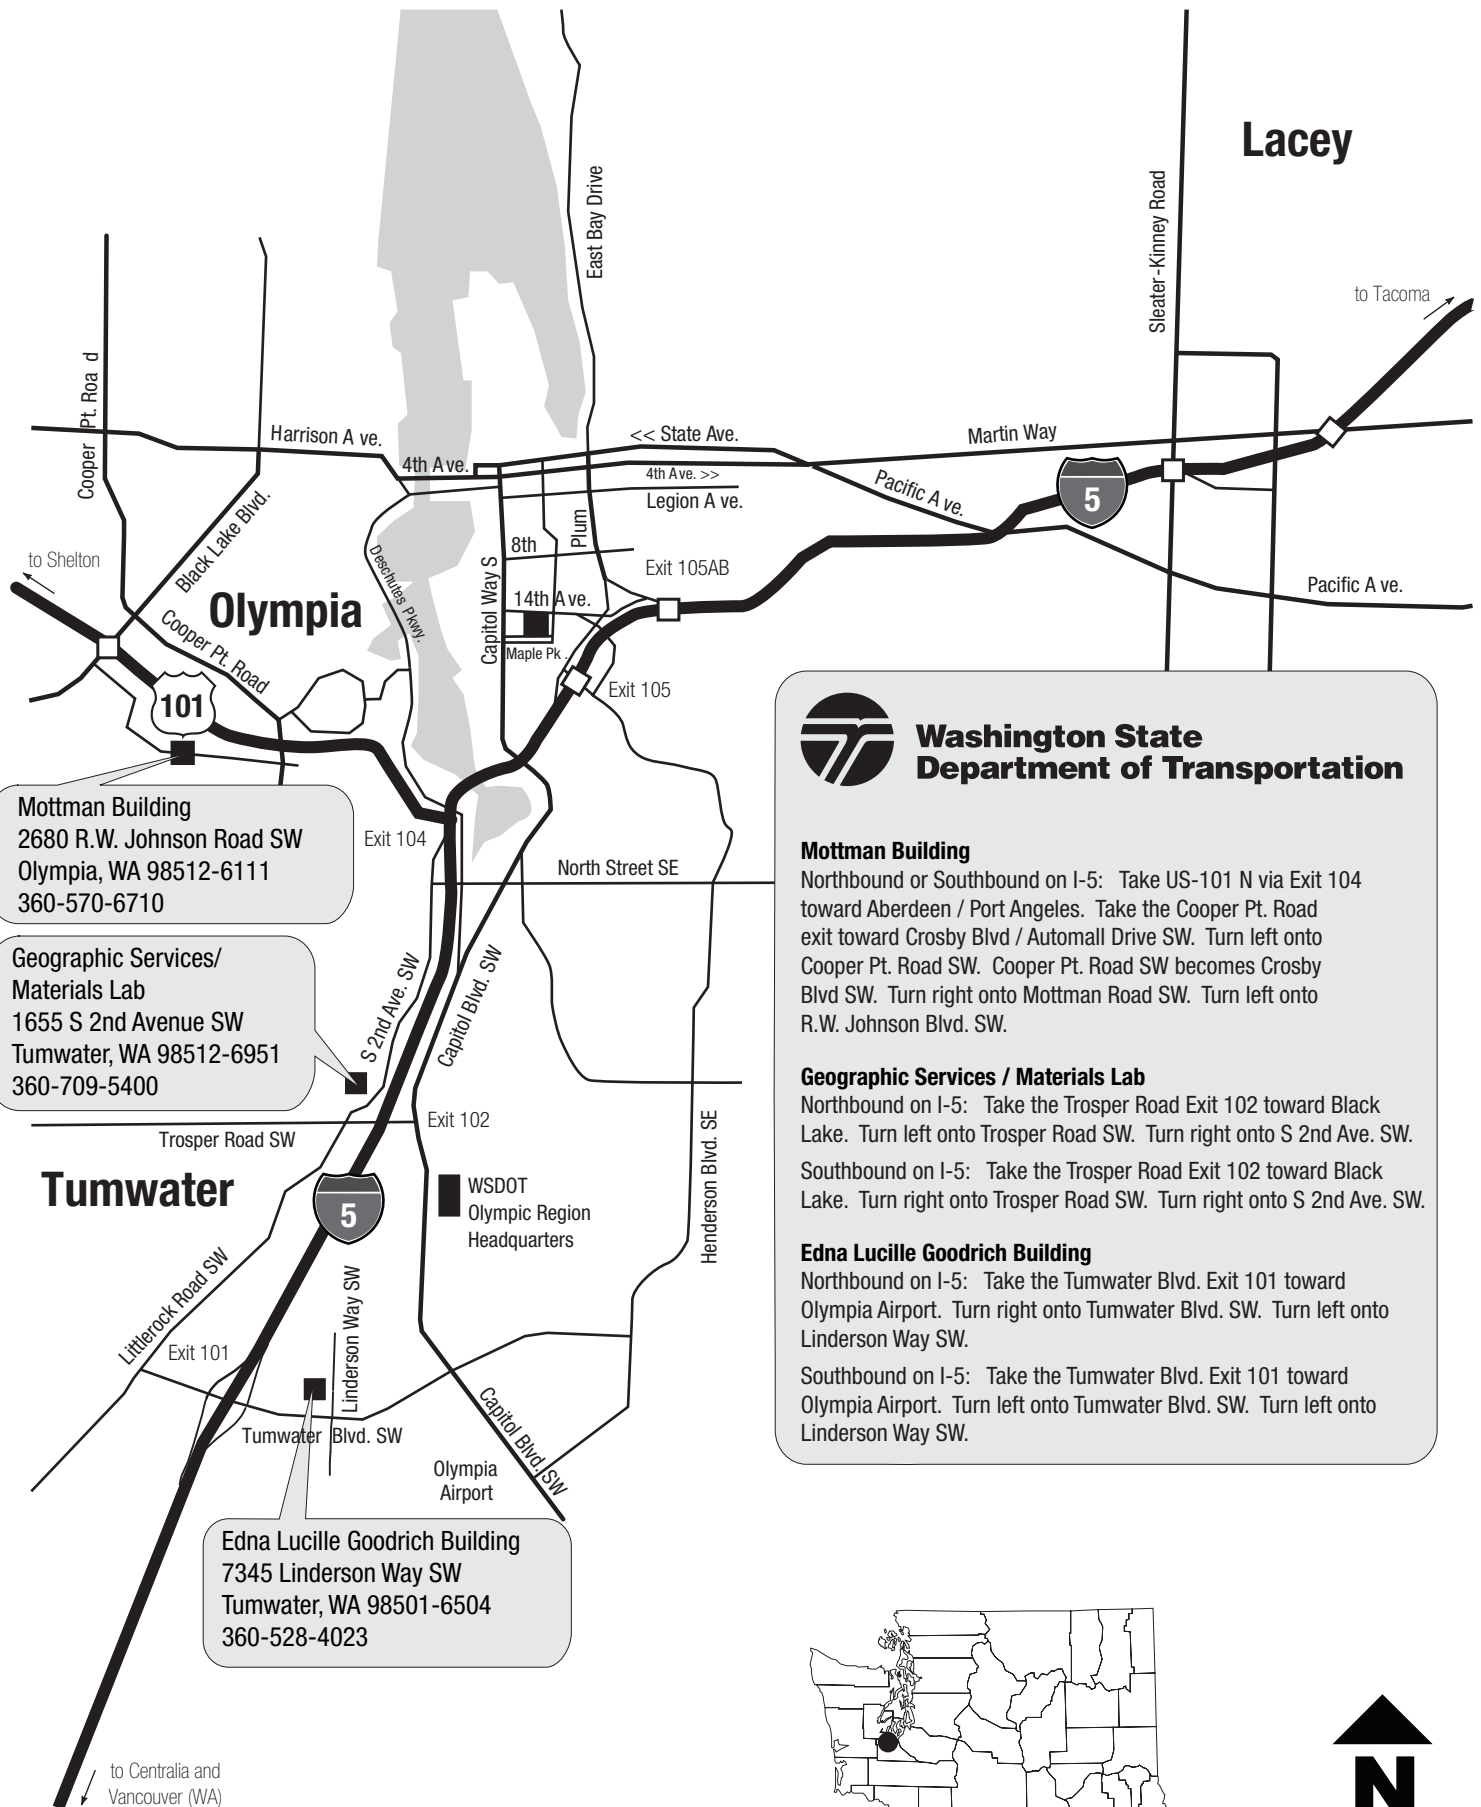 Lacey
East Bay Drive
Sleater-Kinney Road
to Tacoma
Cooper Pt. Road
Harrison Ave.
<< State Ave.
Martin Way
4th Ave.
4th Ave. >>
Pacific Ave.
Legion Ave.
5
Black Lake Blvd.
Plum
8th
to Shelton
Deschutes Pkwy.
Capitol Way S
Exit 105AB
Olympia
14th Ave.
Pacific Ave.
Cooper Pt. Road
Maple Pk.
101
Exit 105
Washington State
Department of Transportation
Mottman Building
2680 R.W. Johnson Road SW
Olympia, WA 98512-6111
360-570-6710
Exit 104
North Street SE
Geographic Services/
Materials Lab
1655 S 2nd Avenue SW
Tumwater, WA 98512-6951
360-709-5400
S 2nd Ave. SW
Capitol Blvd. SW
Exit 102
Trosper Road SW
Henderson Blvd. SE
Tumwater
5
WSDOT
Olympic Region
Headquarters
Littlerock Road SW
Linderson Way SW
Exit 101
Tumwater Blvd. SW
Capitol Blvd. SW
Olympia
Airport
Edna Lucille Goodrich Building
7345 Linderson Way SW
Tumwater, WA 98501-6504
360-528-4023
to Centralia and
Vancouver (WA)
Mottman Building
Northbound or Southbound on I-5: Take US-101 N via Exit 104
toward Aberdeen / Port Angeles. Take the Cooper Pt. Road
exit toward Crosby Blvd / Automall Drive SW. Turn left onto
Cooper Pt. Road SW. Cooper Pt. Road SW becomes Crosby
Blvd SW. Turn right onto Mottman Road SW. Turn left onto
R.W. Johnson Blvd. SW.
Geographic Services / Materials Lab
Northbound on I-5: Take the Trosper Road Exit 102 toward Black
Lake. Turn left onto Trosper Road SW. Turn right onto S 2nd Ave. SW.
Southbound on I-5: Take the Trosper Road Exit 102 toward Black
Lake. Turn right onto Trosper Road SW. Turn right onto S 2nd Ave. SW.
Edna Lucille Goodrich Building
Northbound on I-5: Take the Tumwater Blvd. Exit 101 toward
Olympia Airport. Turn right onto Tumwater Blvd. SW. Turn left onto
Linderson Way SW.
Southbound on I-5: Take the Tumwater Blvd. Exit 101 toward
Olympia Airport. Turn left onto Tumwater Blvd. SW. Turn left onto
Linderson Way SW.
N